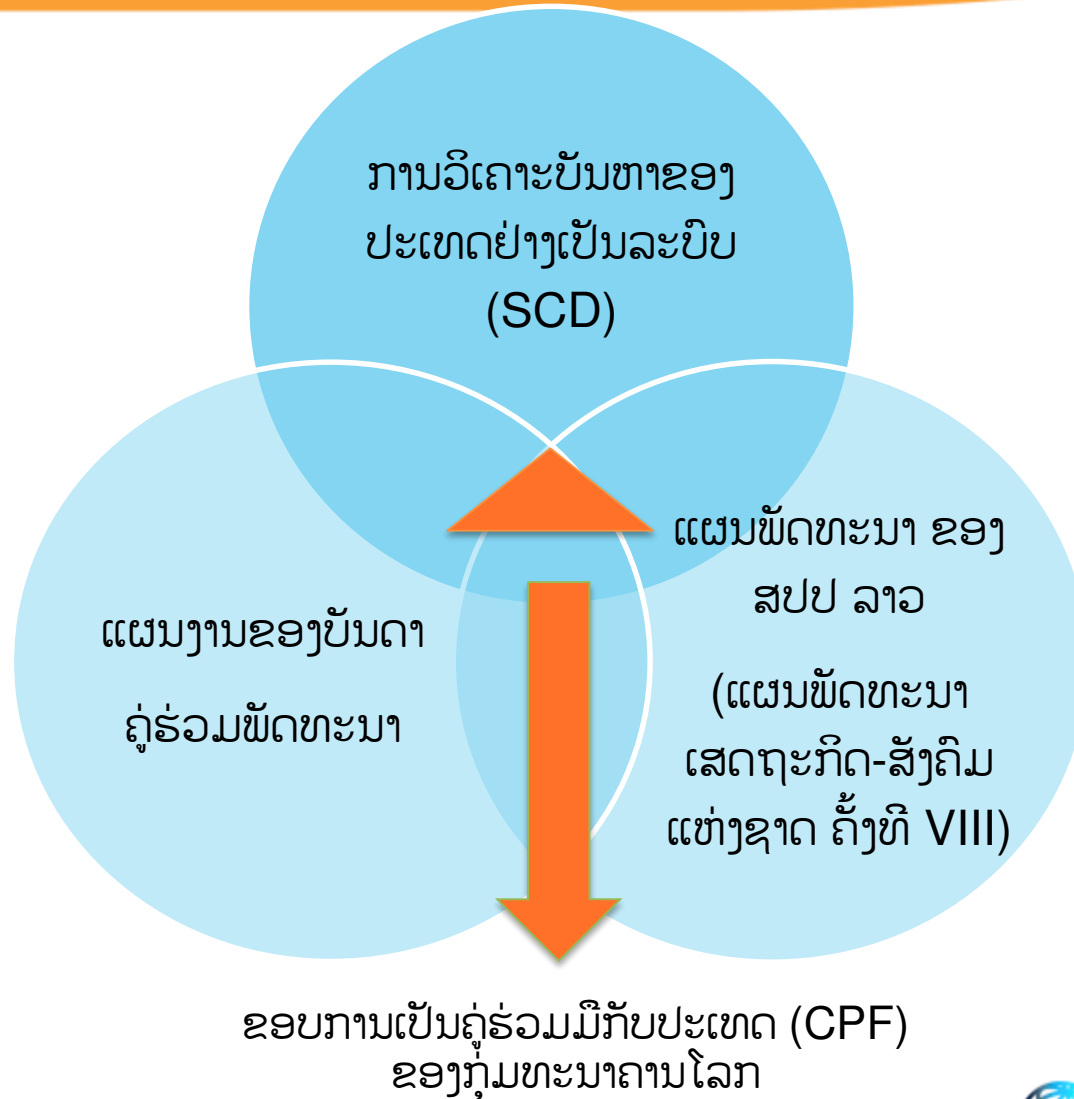 ການວິເຄາະບັນຫາຂອງ
ປະເທດຢ່າງເປັນລະບົບ
(SCD)
ແຜນງານຂອງບັນດາ
ຄູ່ຮ່ວມພັດທະນາ
ແຜນພັດທະນາ ຂອງ
ສປປ ລາວ
(ແຜນພັດທະນາ
ເສດຖະກິດ-ສັງຄົມ
ແຫ່ງຊາດ ຄັ້ງທີ VIII)
ຂອບການເປັນຄູ່ຮ່ວມມືກັບປະເທດ (CPF)
ຂອງກຸ່ມທະນາຄານໂລກ